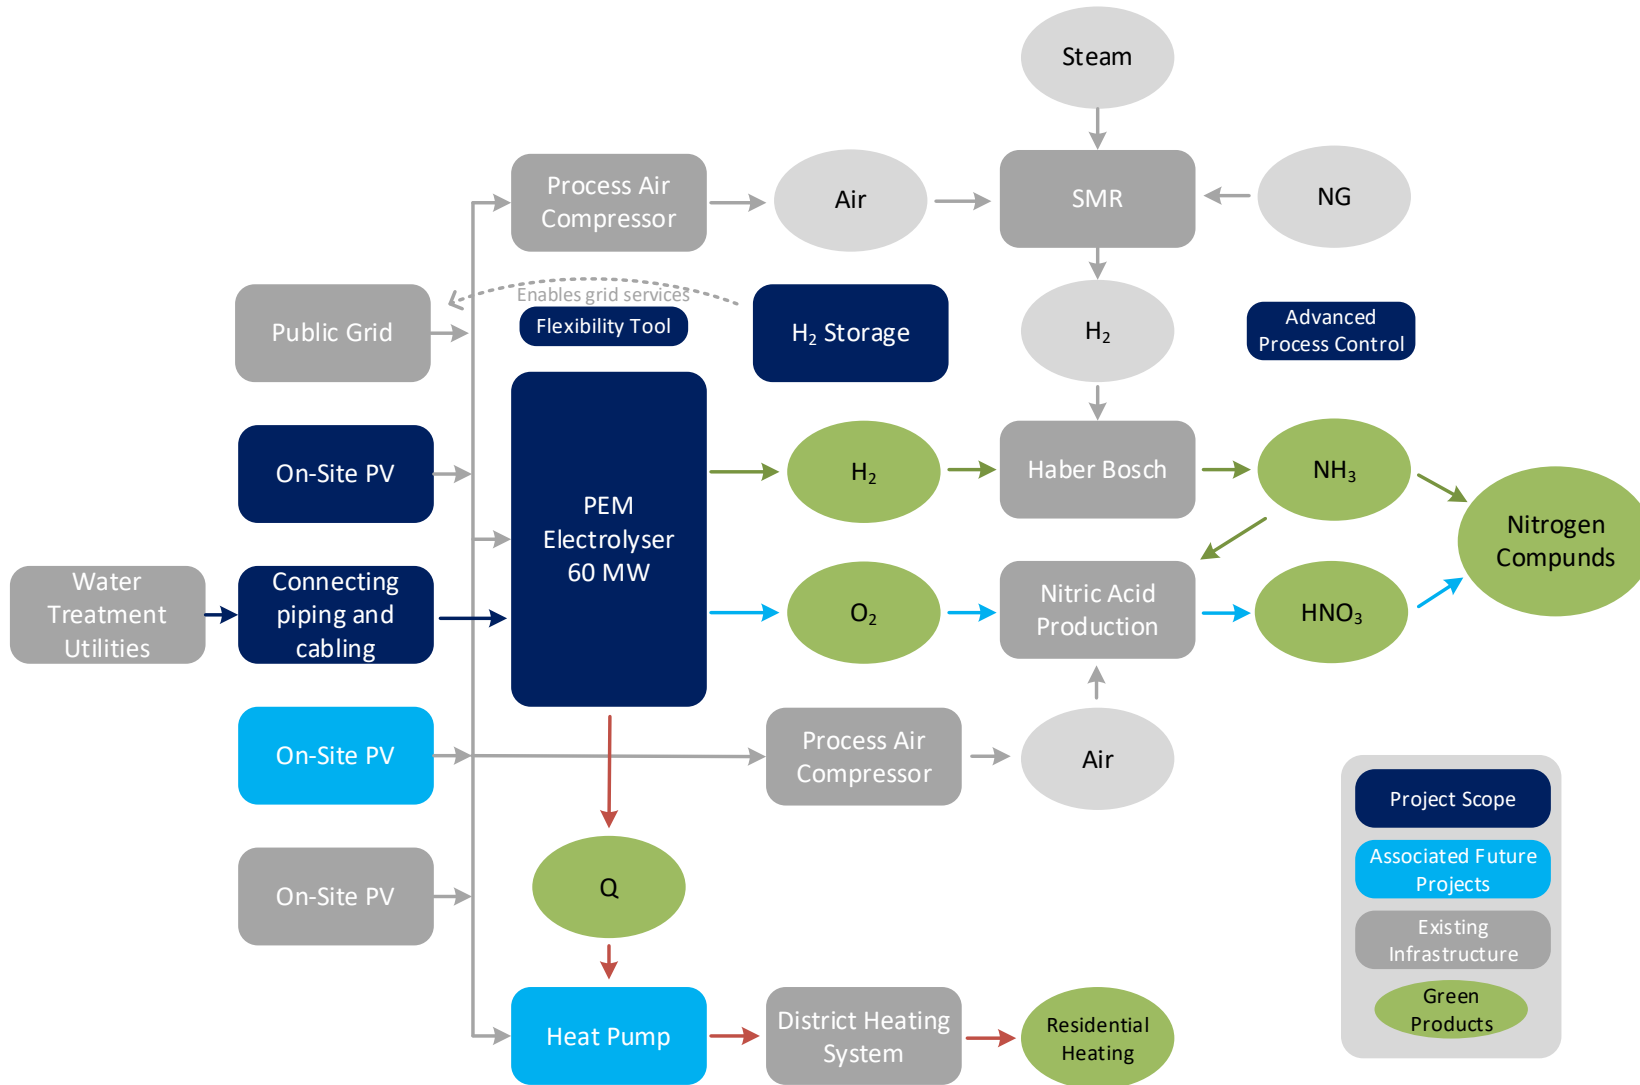 Steam
Process Air
Compressor
Air
SMR
NG
Enables grid services
Public Grid
Flexibility Tool
H₂ Storage
H₂
Advanced
Process Control
On-Site PV
PEM
Electrolyser
60 MW
H₂
Haber Bosch
NH₃
Nitrogen
Compunds
Water
Treatment
Utilities
Connecting
piping and
cabling
O₂
Nitric Acid
Production
HNO₃
On-Site PV
Process Air
Compressor
Air
Project Scope
Associated Future
Projects
On-Site PV
Q
Existing
Infrastructure
Green
Products
Heat Pump
District Heating
System
Residential
Heating